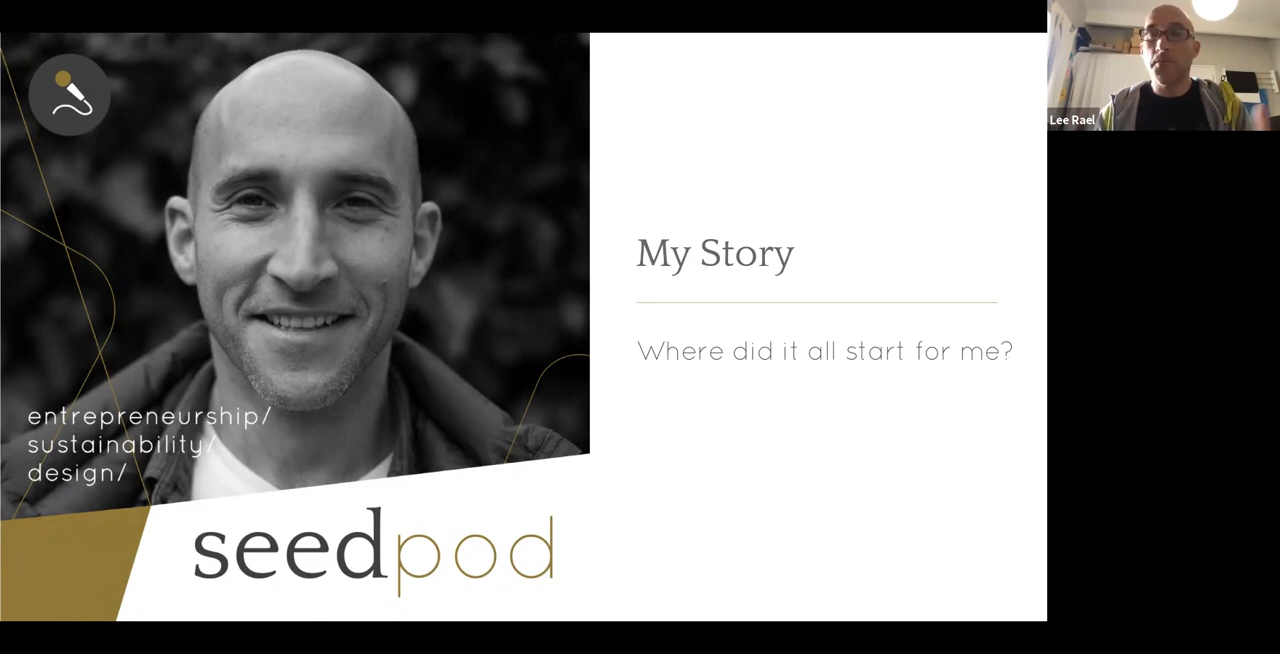 entrepreneurship/
sustainability/
design/
seedpod
My Story
Where did it all start for me?
Lee Rael